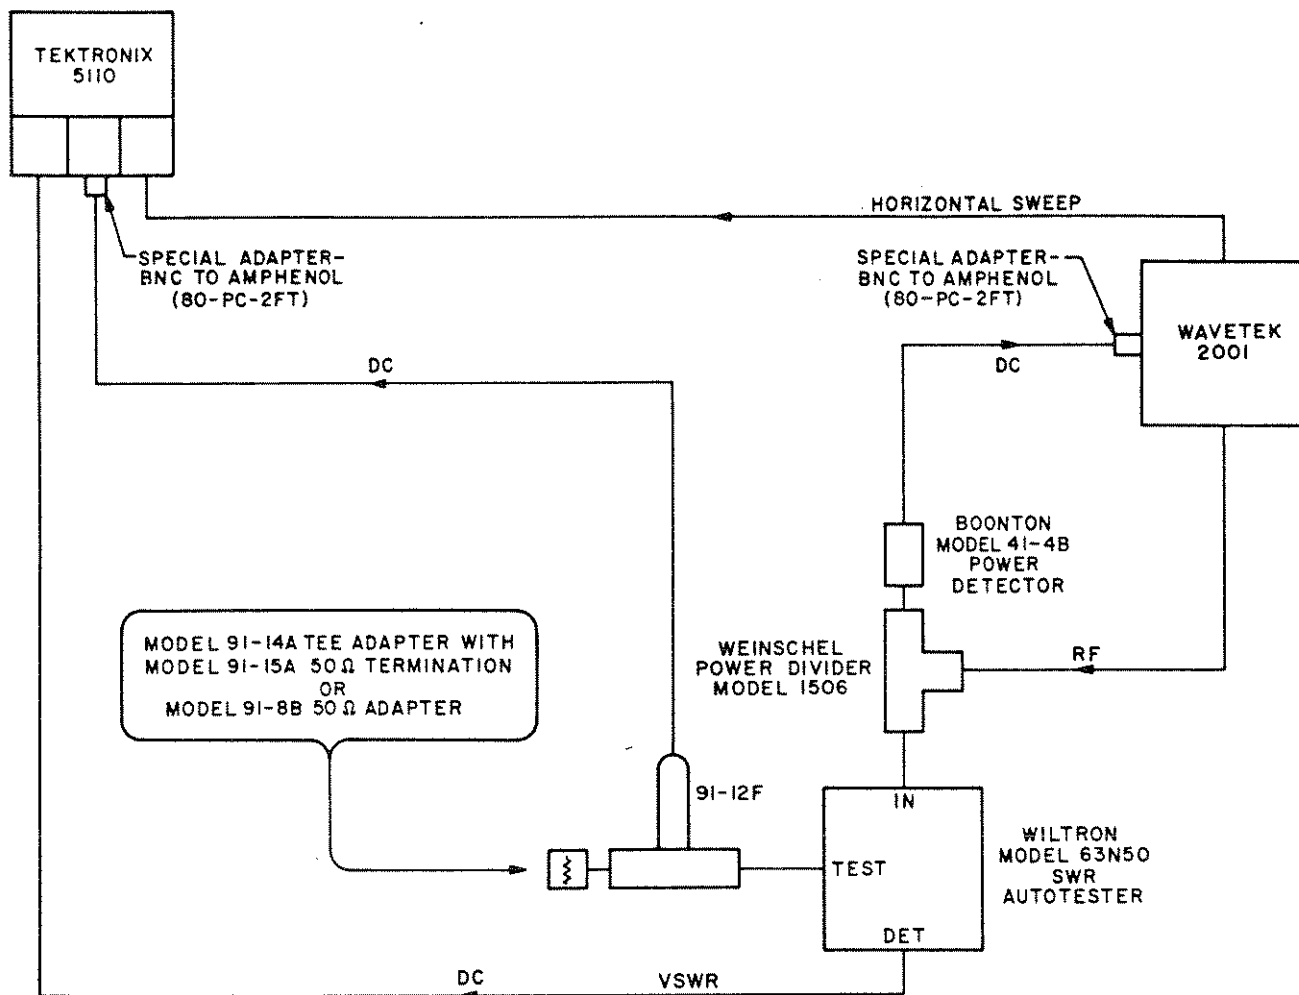 TEKTRONIX
5110
HORIZONTAL SWEEP
SPECIAL ADAPTER-
BNC TO AMPHENOL
(80-PC-2FT)
SPECIAL ADAPTER-
BNC TO AMPHENOL
(80-PC-2FT)
WAVETEK
2001
DC
DC
BOONTON
MODEL 41-4B
POWER
DETECTOR
MODEL 91-14A TEE ADAPTER WITH
MODEL 91-15A 50Ω TERMINATION
OR
MODEL 91-8B 50Ω ADAPTER
WEINSCHEL
POWER DIVIDER
MODEL 1506
RF
91-12F
IN
TEST
DET
WILTRON
MODEL 63N50
SWR
AUTOTESTER
DC
VSWR